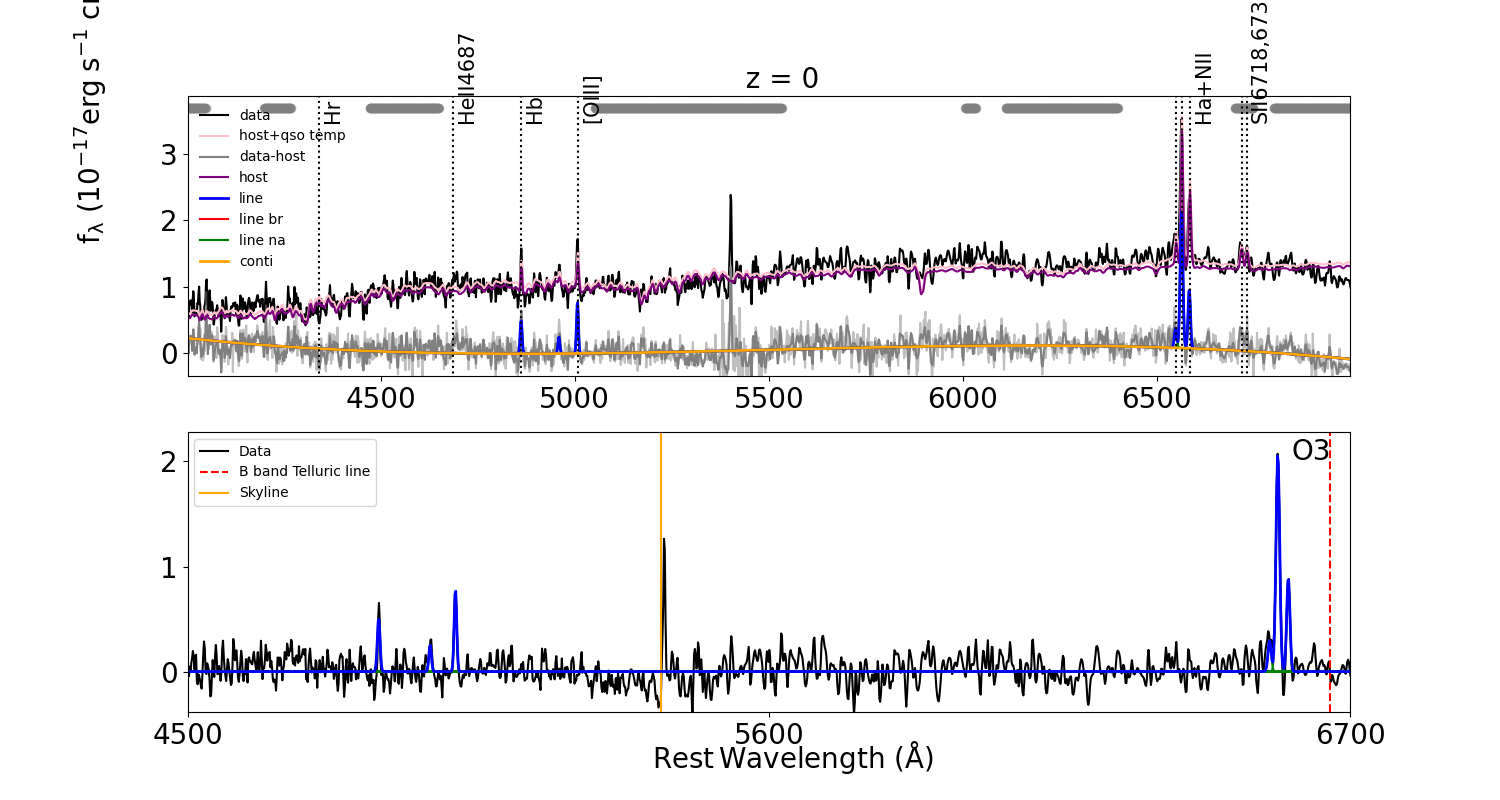 z = 0
f_λ (10^−17 erg s^−1
Hr
HeII4687
Hb
[OIII]
Ha+NII
SII6718,673
data
host+qso temp
data-host
host
line
line br
line na
conti
3
2
1
0
4500 5000 5500 6000 6500
Data
B band Telluric line
Skyline
O3
2
1
0
4500 5600 6700
Rest Wavelength (Å)